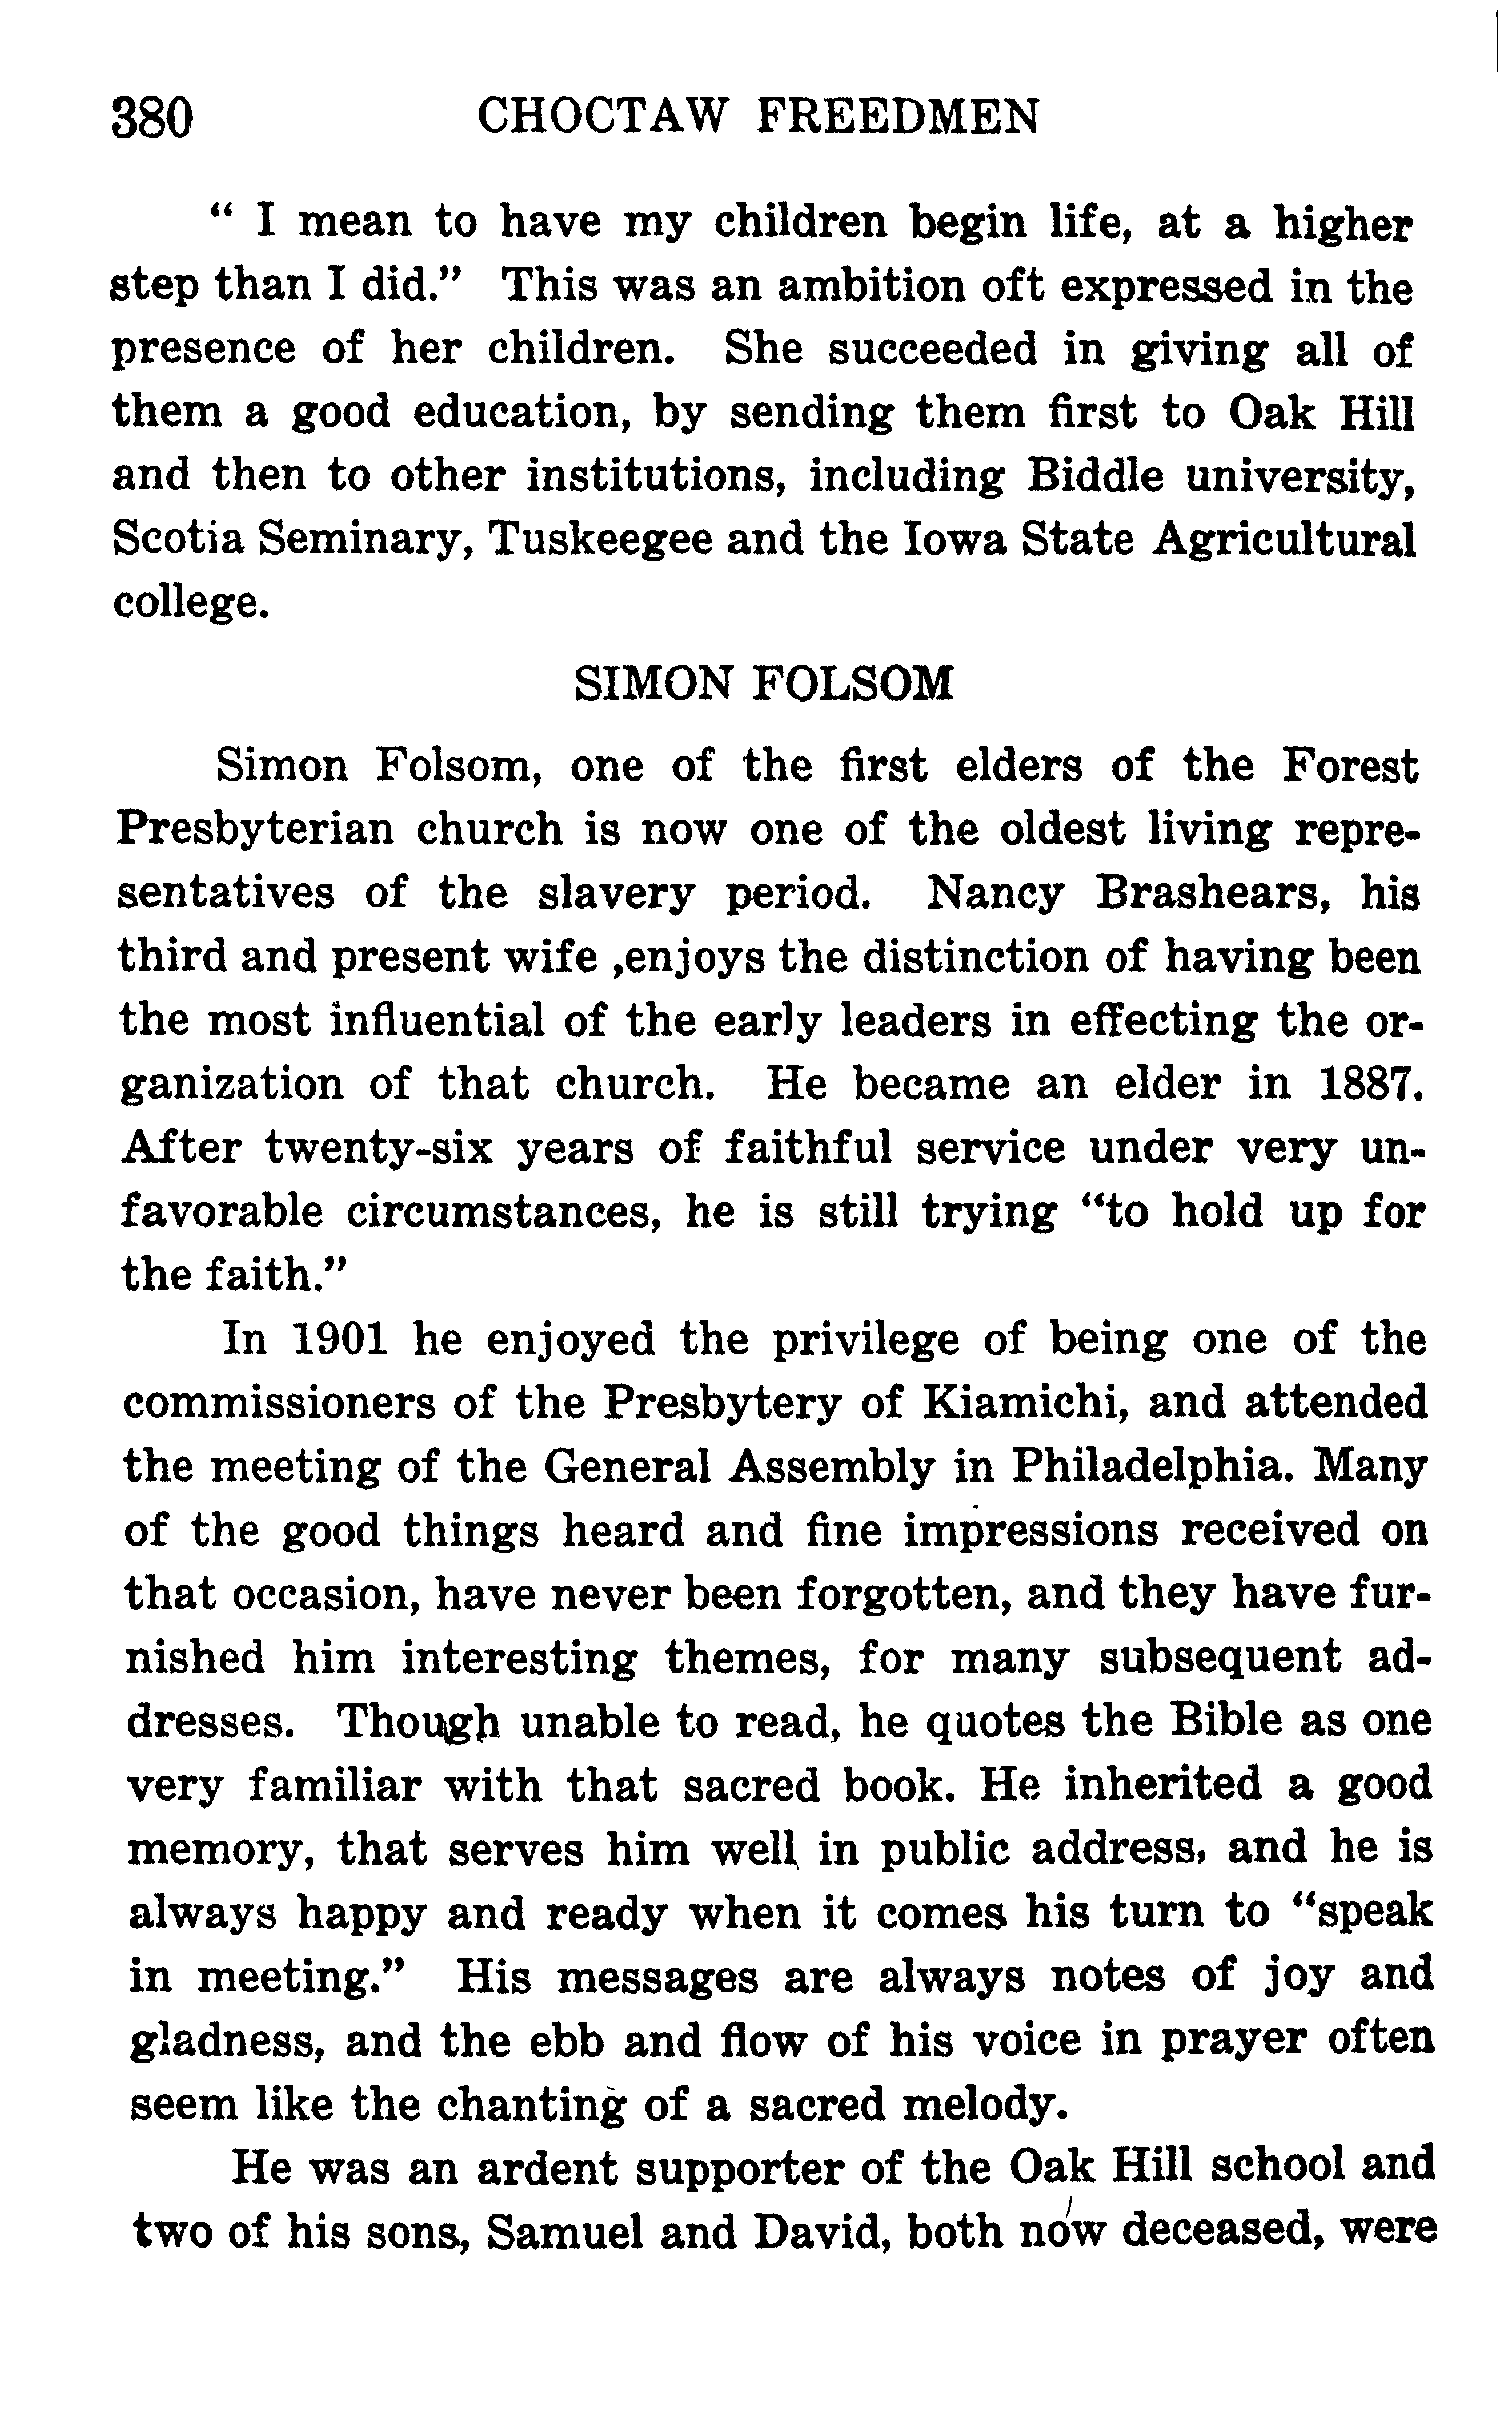 380 CHOCTAW FREEDMEN
" I mean to have my children begin life, at a higher
step than I did." This was an ambition oft expressed in the
presence of her children. She succeeded in giving all of
them a good education, by sending them first to Oak Hill
and then to other institutions, including Biddle university,
Scotia Seminary, Tuskeegee and the Iowa State Agricultural
college.
SIMON FOLSOM
Simon Folsom, one of the first elders of the Forest
Presbyterian church is now one of the oldest living repre-
sentatives of the slavery period. Nancy Brashears, his
third and present wife ,enjoys the distinction of having been
the most influential of the early leaders in effecting the or-
ganization of that church. He became an elder in 1887.
After twenty-six years of faithful service under very un-
favorable circumstances, he is still trying "to hold up for
the faith."
In 1901 he enjoyed the privilege of being one of the
commissioners of the Presbytery of Kiamichi, and attended
the meeting of the General Assembly in Philadelphia. Many
of the good things heard and fine impressions received on
that occasion, have never been forgotten, and they have fur-
nished him interesting themes, for many subsequent ad-
dresses. Though unable to read, he quotes the Bible as one
very familiar with that sacred book. He inherited a good
memory, that serves him well in public address, and he is
always happy and ready when it comes his turn to "speak
in meeting." His messages are always notes of joy and
gladness, and the ebb and flow of his voice in prayer often
seem like the chanting of a sacred melody.
He was an ardent supporter of the Oak Hill school and
two of his sons, Samuel and David, both now deceased, were